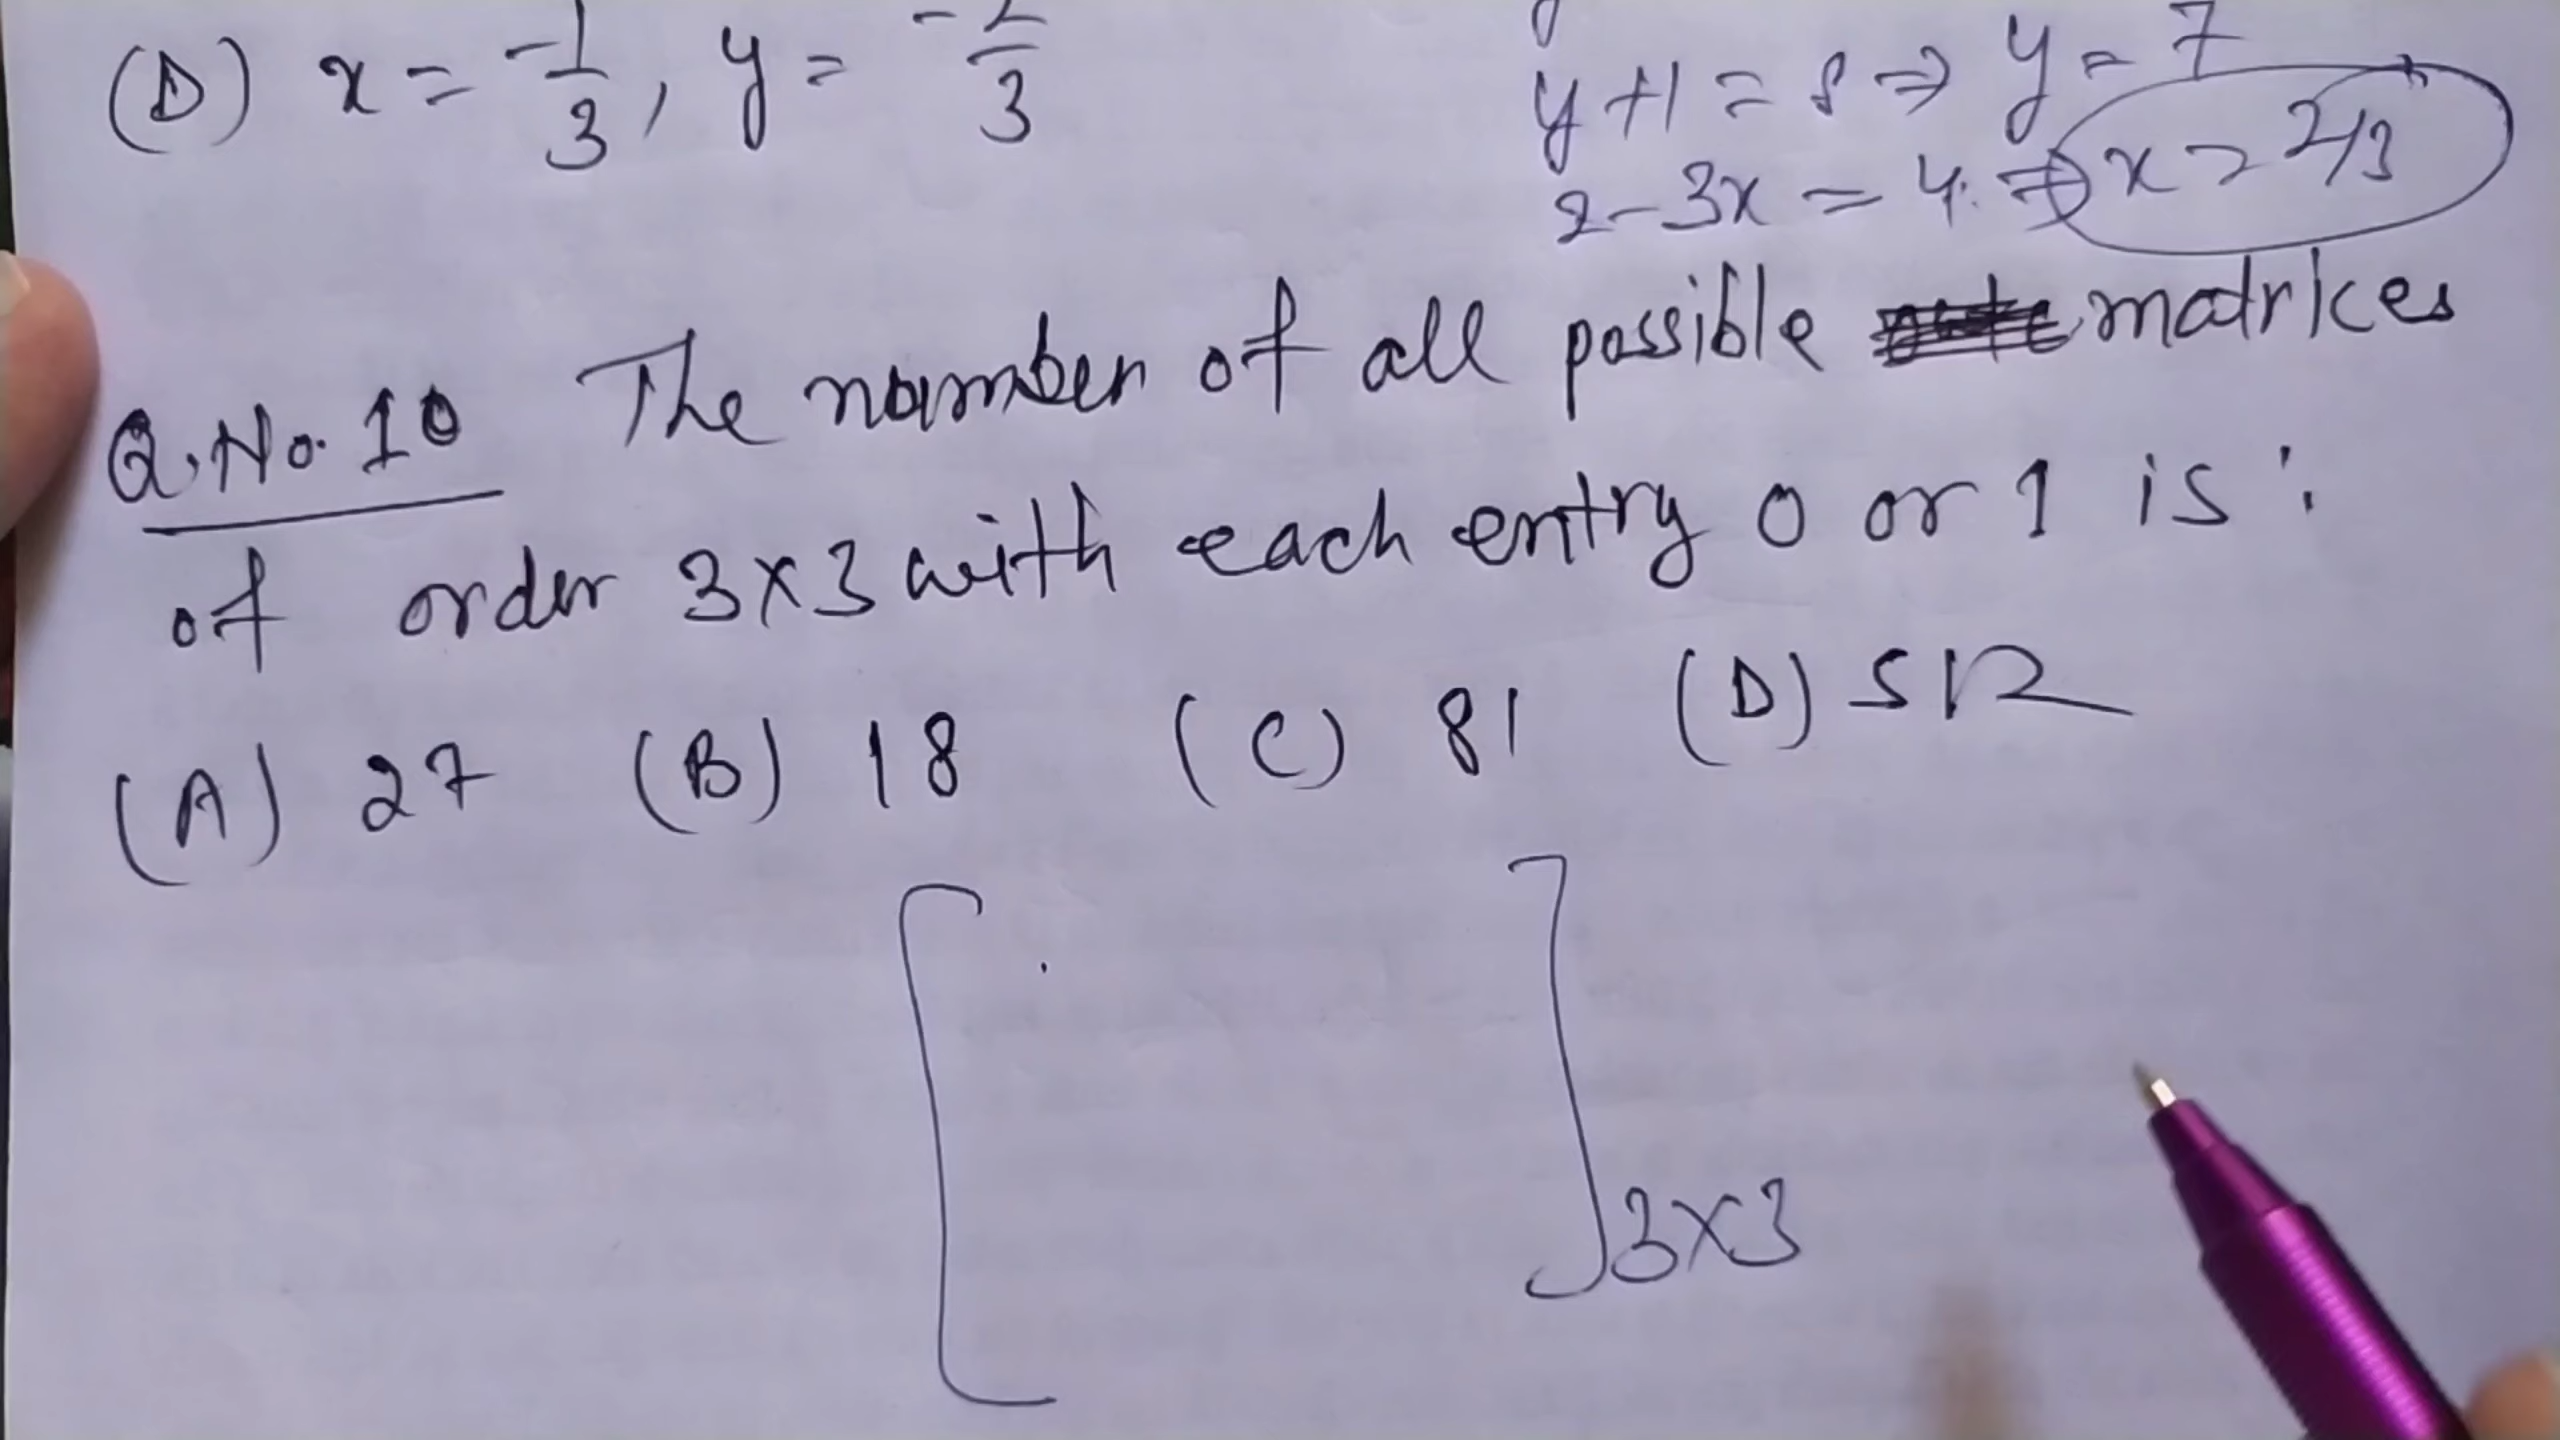 (D) x = -1/3, y = -2/3
y+1 = 8 ⇒ y = 7
2-3x = 4. ⇒ x = 2/3
Q.No.10 The number of all possible matrices
of order 3×3 with each entry 0 or 1 is :
(A) 27 (B) 18 (C) 81 (D) 512
[ . ]3×3